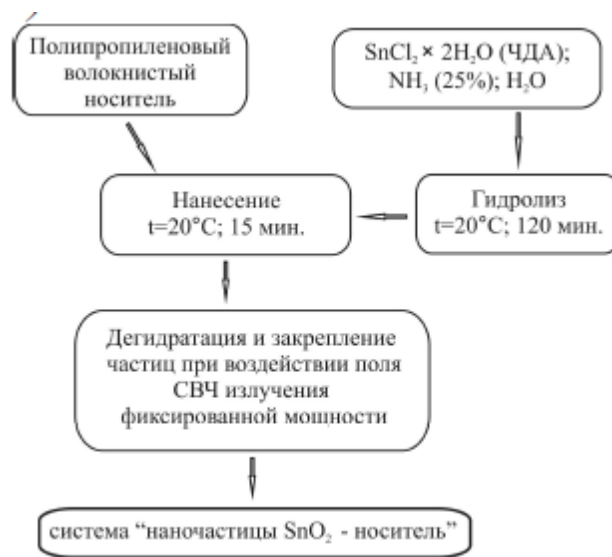 Полипропиленовый
волокнистый
носитель
SnCl₂ × 2H₂O (ЧДА);
NH₃ (25%); H₂O
Нанесение
t=20°C; 15 мин.
Гидролиз
t=20°C; 120 мин.
Дегидратация и закрепление
частиц при воздействии поля
СВЧ излучения
фиксированной мощности
система “наночастицы SnO₂ - носитель”